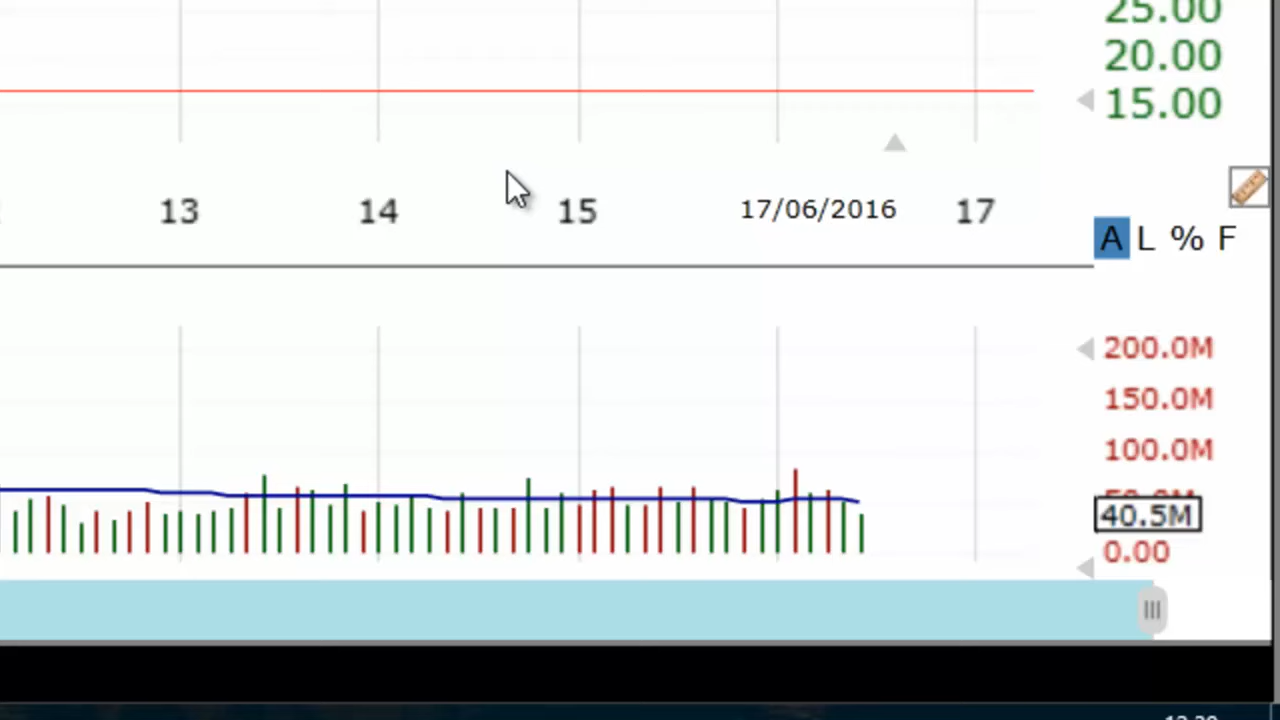 25.00
20.00
15.00
13 14 15 17/06/2016 17
A L % F
200.0M
150.0M
100.0M
40.5M
0.00